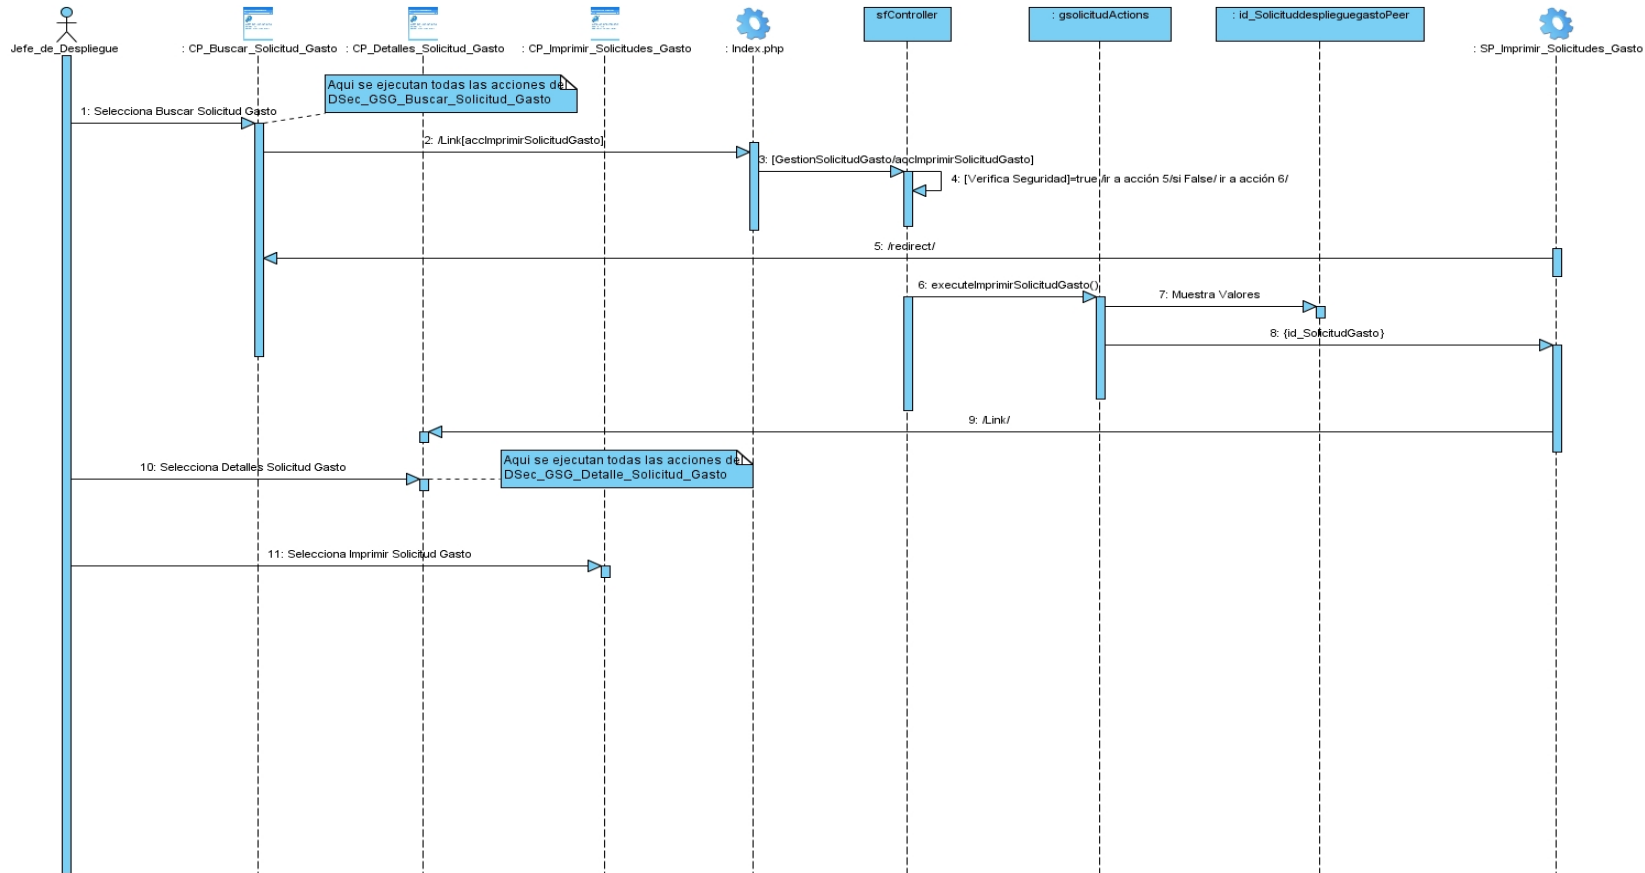 sfController
: gsolicitudActions
: id_SolicituddesplieguegastoPeer
Jefe_de_Despliegue
: CP_Buscar_Solicitud_Gasto
: CP_Detalles_Solicitud_Gasto
: CP_Imprimir_Solicitudes_Gasto
: Index.php
: SP_Imprimir_Solicitudes_Gasto
Aqui se ejecutan todas las acciones de
DSec_GSG_Buscar_Solicitud_Gasto
1: Selecciona Buscar Solicitud Gasto
2: /Link[accImprimirSolicitudGasto]
3: [GestionSolicitudGasto/accImprimirSolicitudGasto]
4: [Verifica Seguridad]=true /ir a acción 5/si False/ ir a acción 6/
5: /redirect/
6: executeImprimirSolicitudGasto()
7: Muestra Valores
8: {id_SolicitudGasto}
9: /Link/
Aqui se ejecutan todas las acciones de
DSec_GSG_Detalle_Solicitud_Gasto
10: Selecciona Detalles Solicitud Gasto
11: Selecciona Imprimir Solicitud Gasto